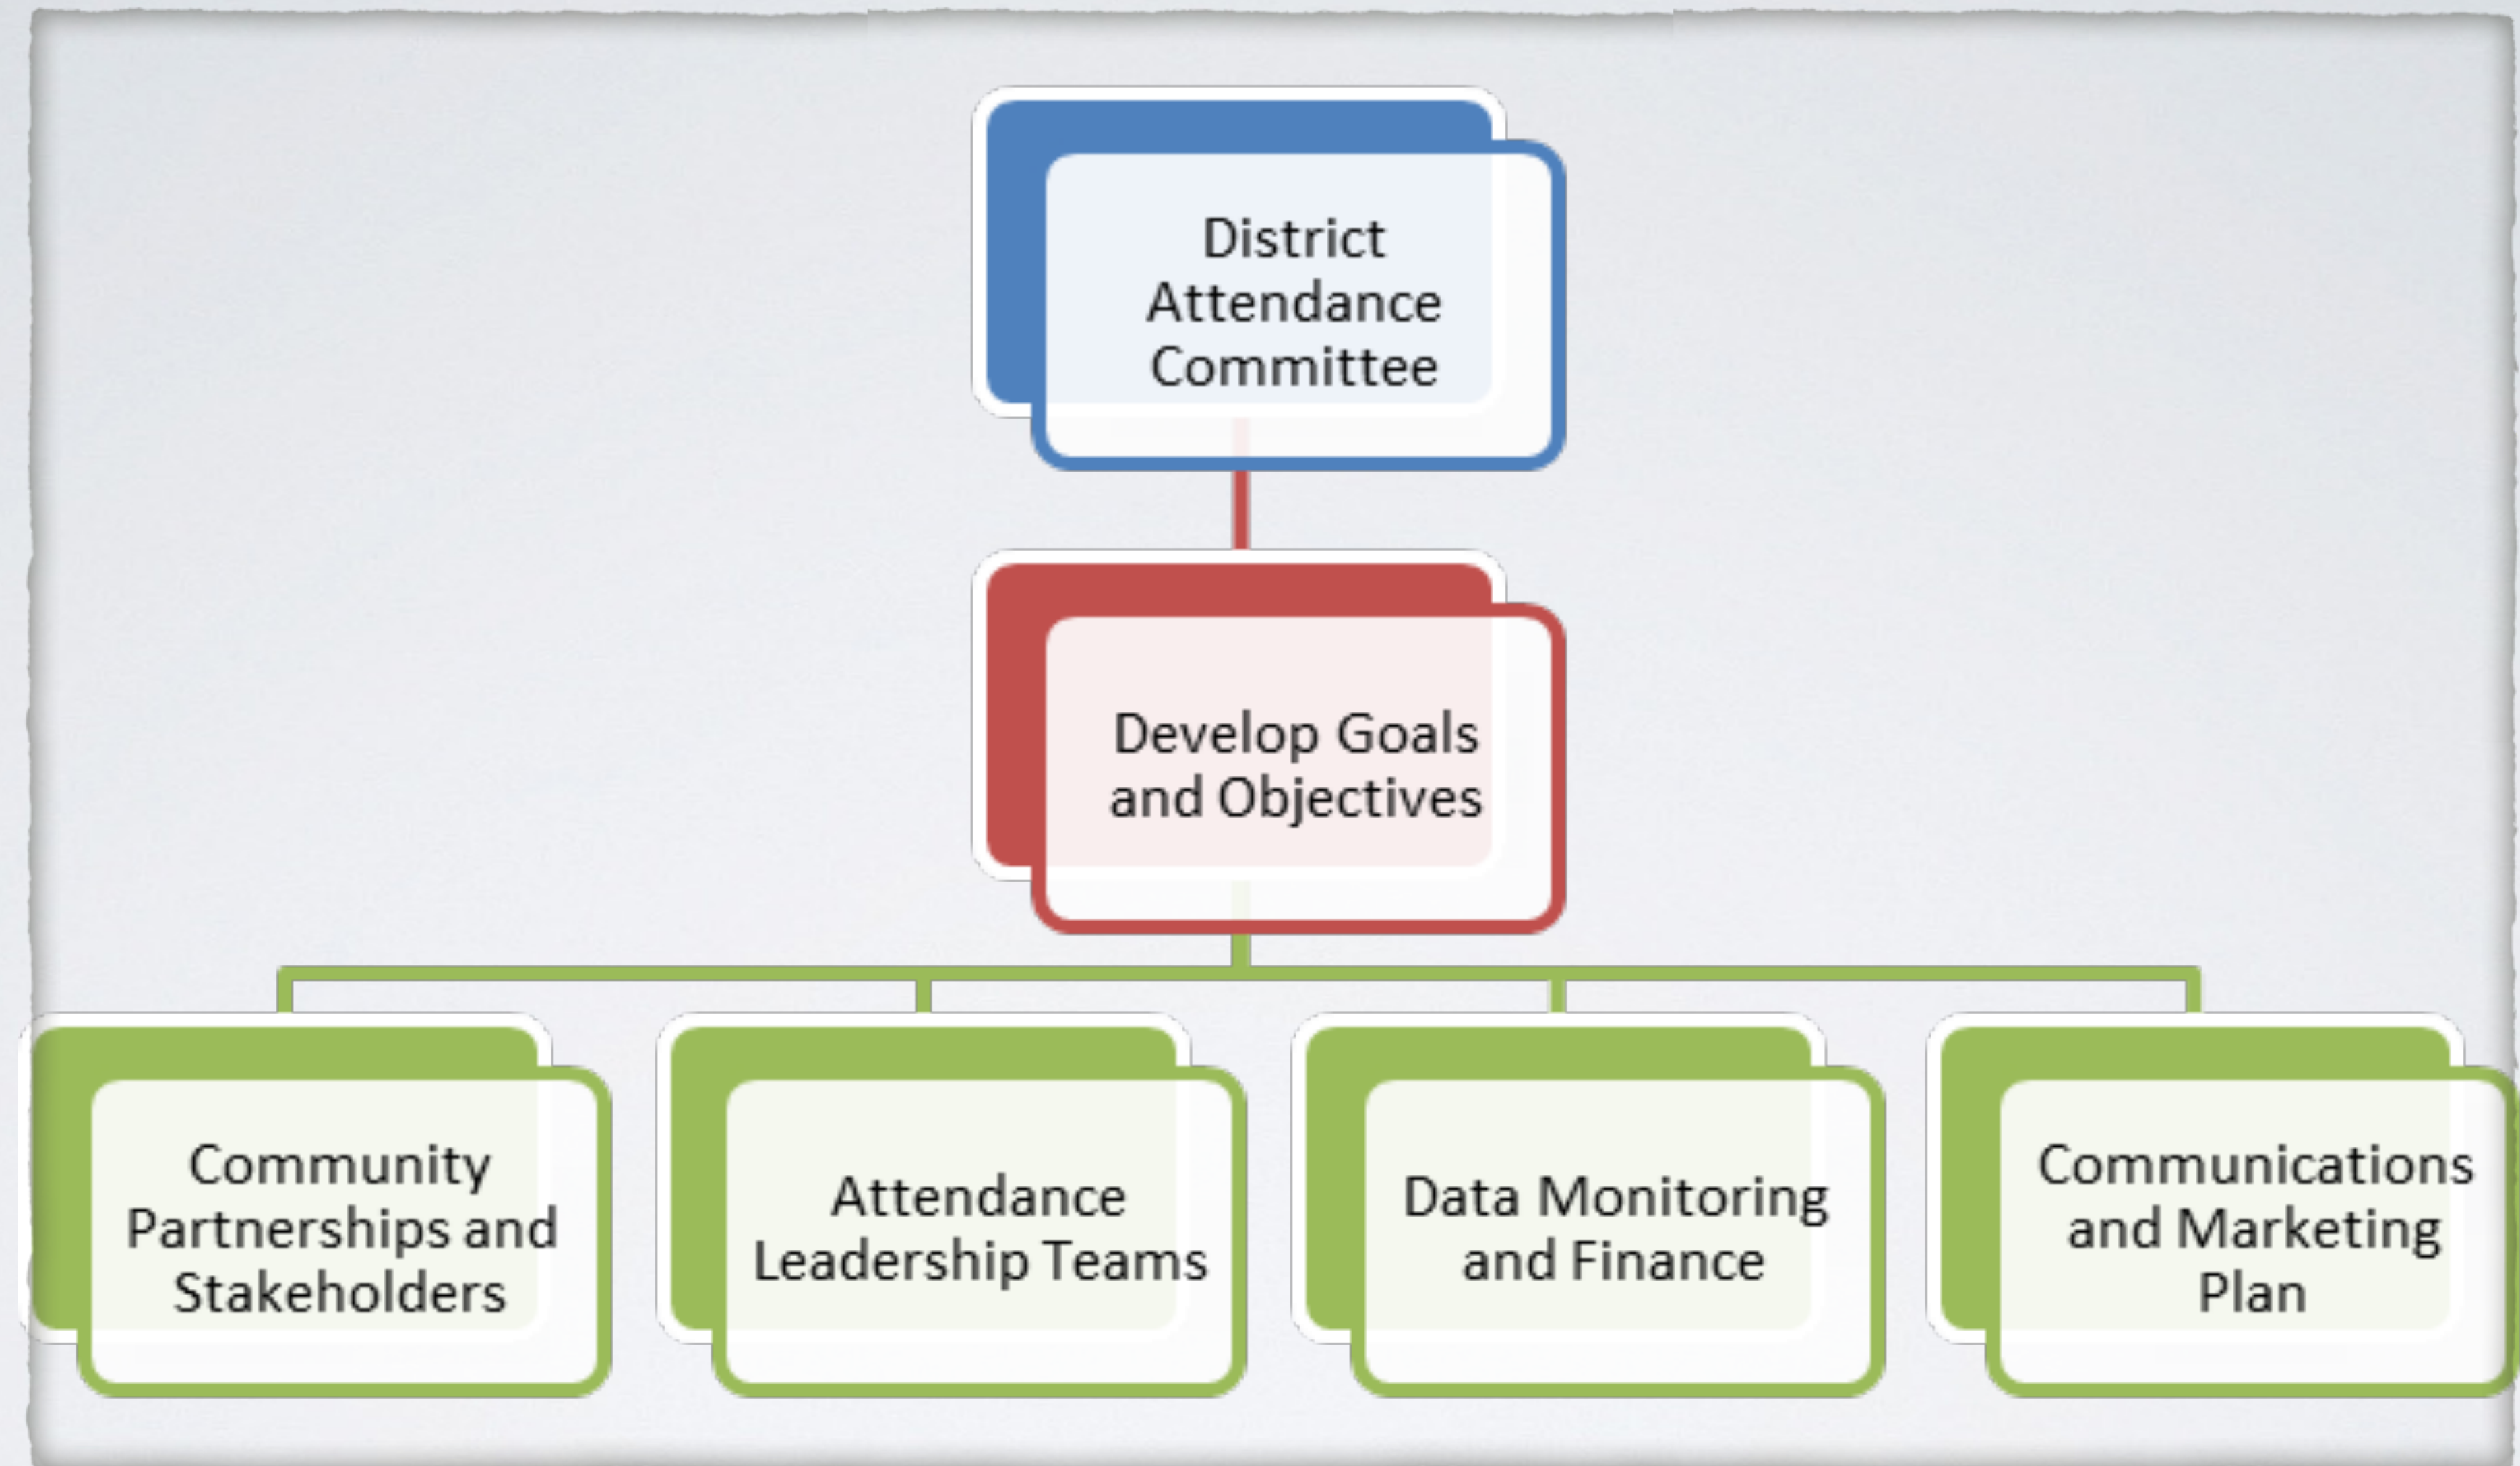 District
Attendance
Committee
Develop Goals
and Objectives
Community
Partnerships and
Stakeholders
Attendance
Leadership Teams
Data Monitoring
and Finance
Communications
and Marketing
Plan